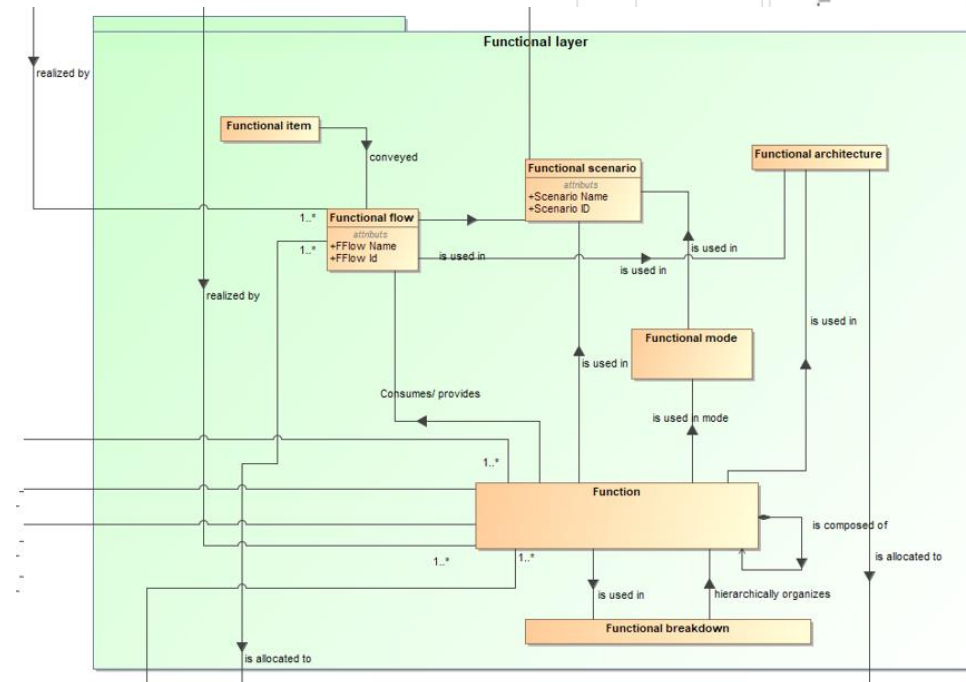 Functional layer
realized by
Functional item
conveyed
Functional architecture
Functional scenario
attributs
+Scenario Name
+Scenario ID
1..*
Functional flow
attributs
+FFlow Name
+FFlow Id
1..*
is used in
is used in
is used in
realized by
is used in
Functional mode
is used in
Consumes/ provides
is used in mode
1..*
Function
is composed of
1..*
1..*
is allocated to
is used in
hierarchically organizes
Functional breakdown
is allocated to